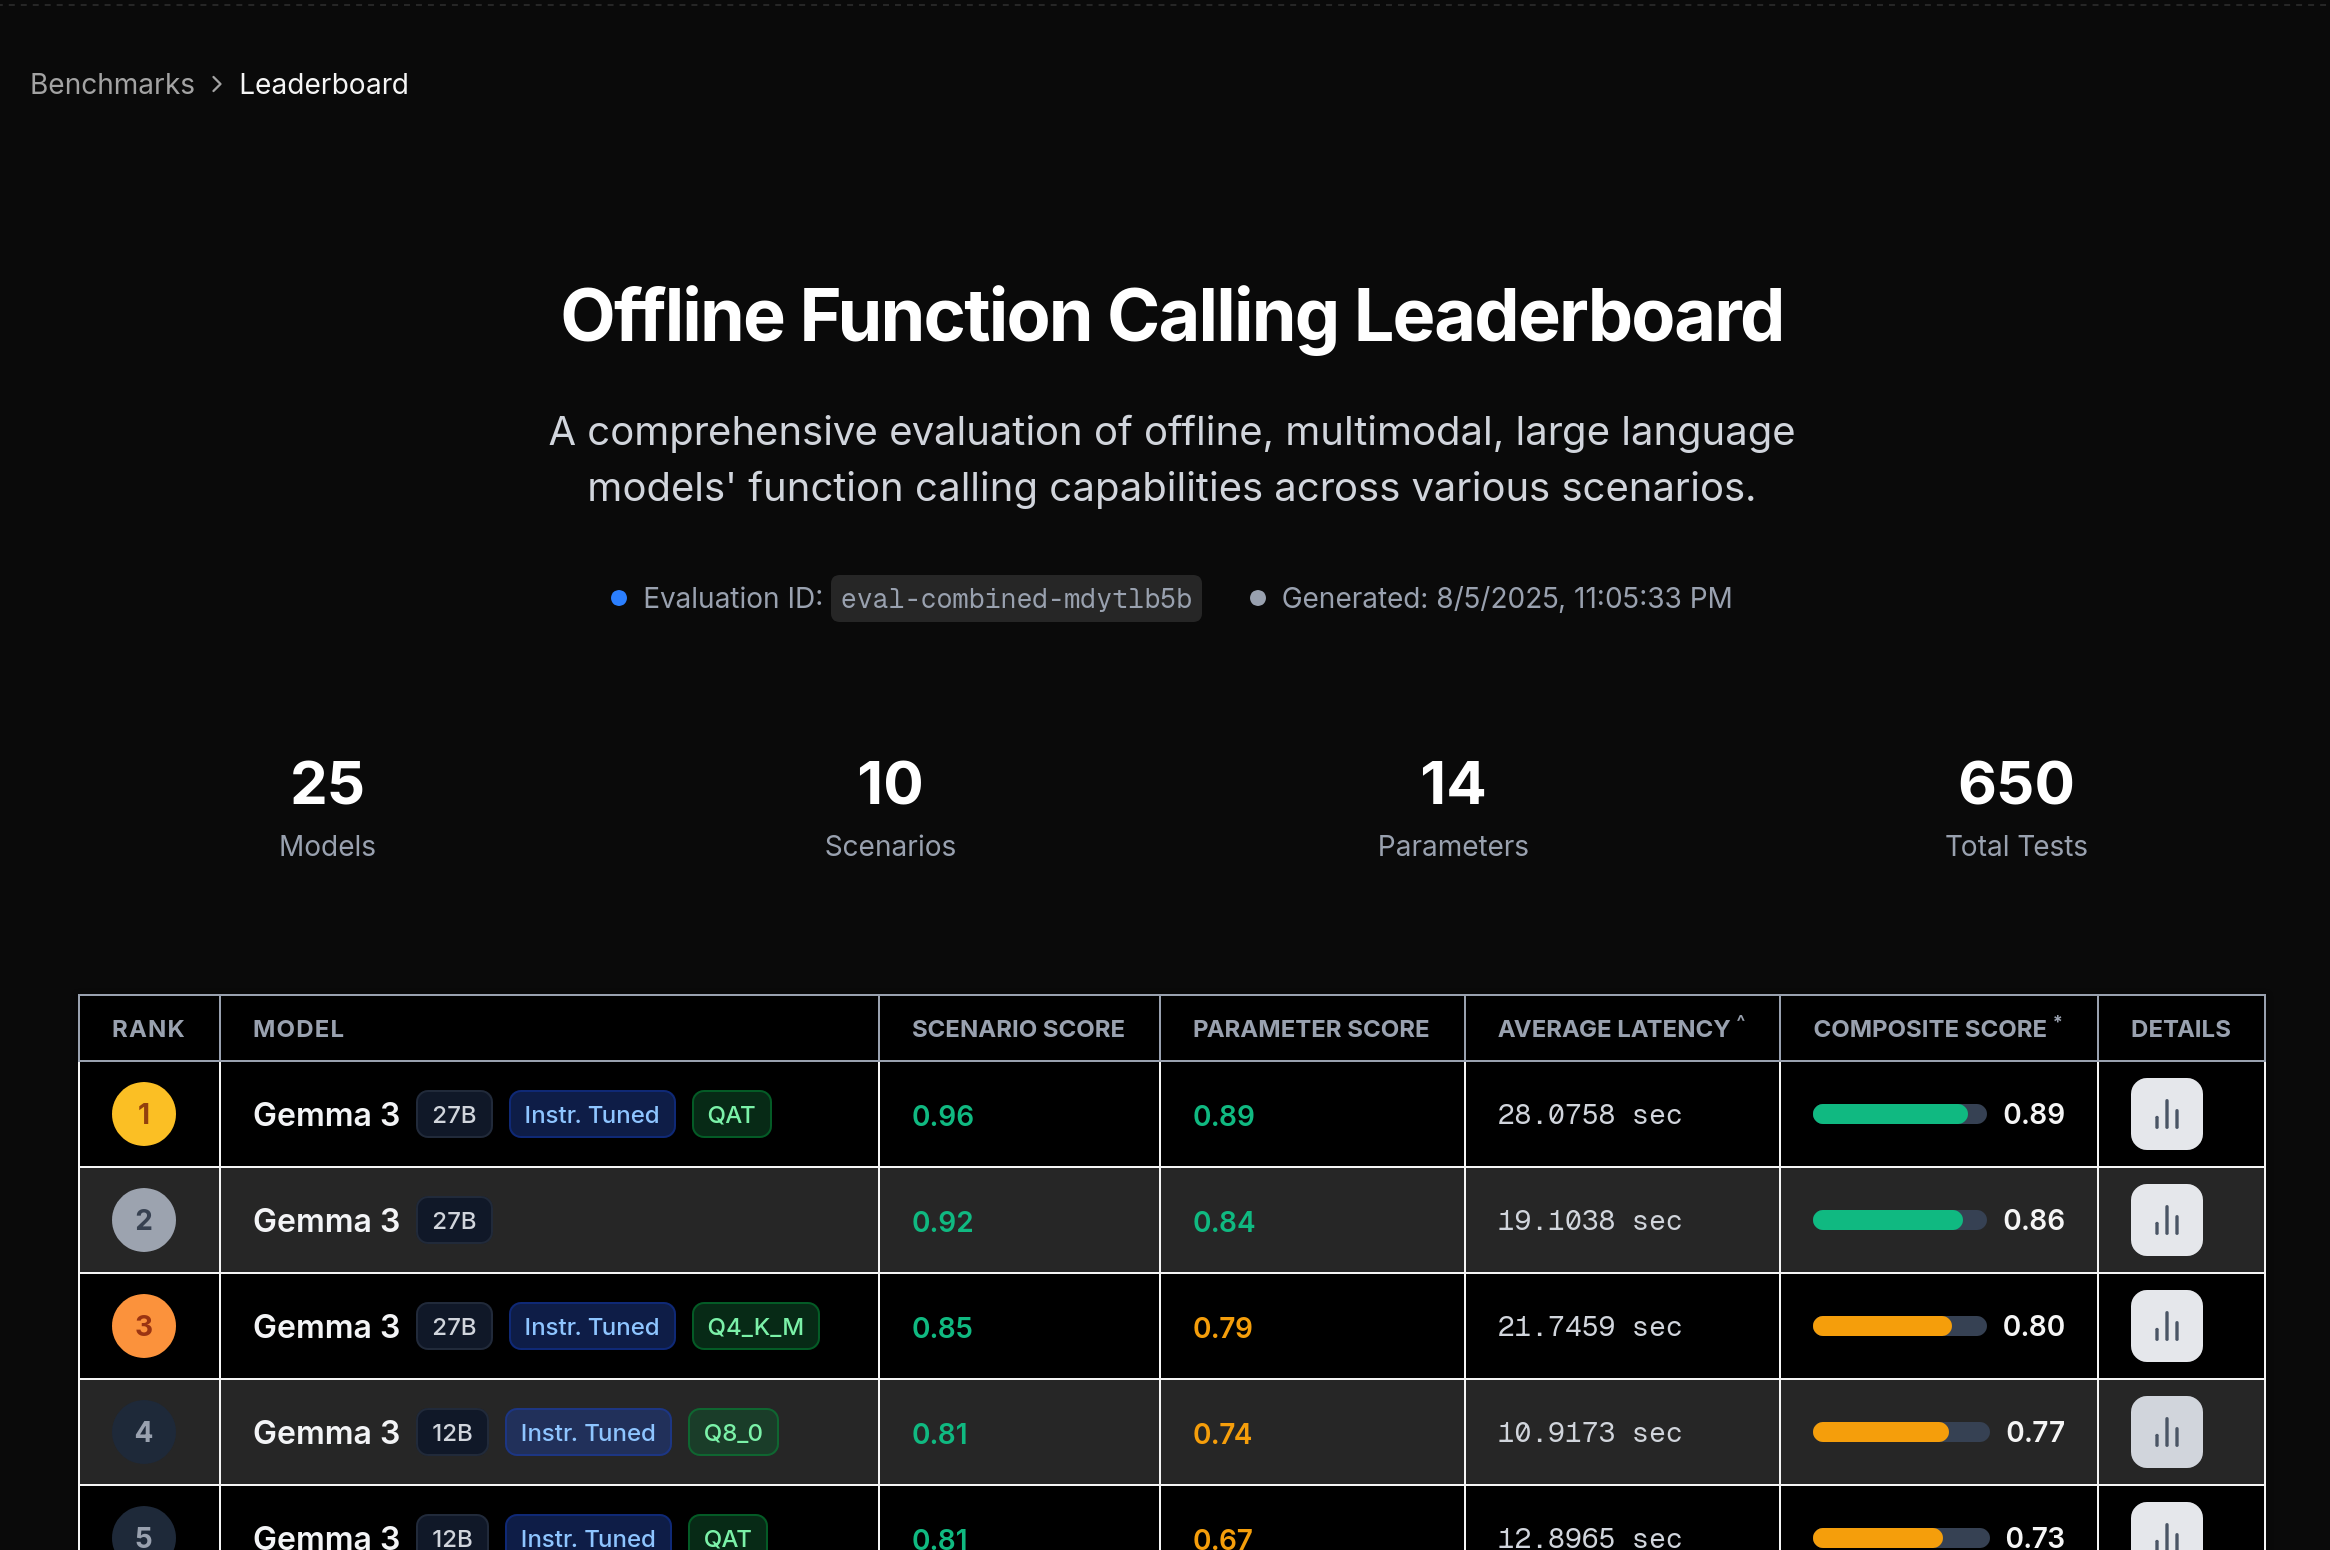 Benchmarks > Leaderboard
Offline Function Calling Leaderboard
A comprehensive evaluation of offline, multimodal, large language
models' function calling capabilities across various scenarios.
Evaluation ID: eval-combined-mdytlb5b Generated: 8/5/2025, 11:05:33 PM
25 10 14 650
Models Scenarios Parameters Total Tests
RANK MODEL SCENARIO SCORE PARAMETER SCORE AVERAGE LATENCY ^ COMPOSITE SCORE * DETAILS
1 Gemma 3 27B Instr. Tuned QAT 0.96 0.89 28.0758 sec 0.89
2 Gemma 3 27B 0.92 0.84 19.1038 sec 0.86
3 Gemma 3 27B Instr. Tuned Q4_K_M 0.85 0.79 21.7459 sec 0.80
4 Gemma 3 12B Instr. Tuned Q8_0 0.81 0.74 10.9173 sec 0.77
5 Gemma 3 12B Instr. Tuned QAT 0.81 0.67 12.8965 sec 0.73